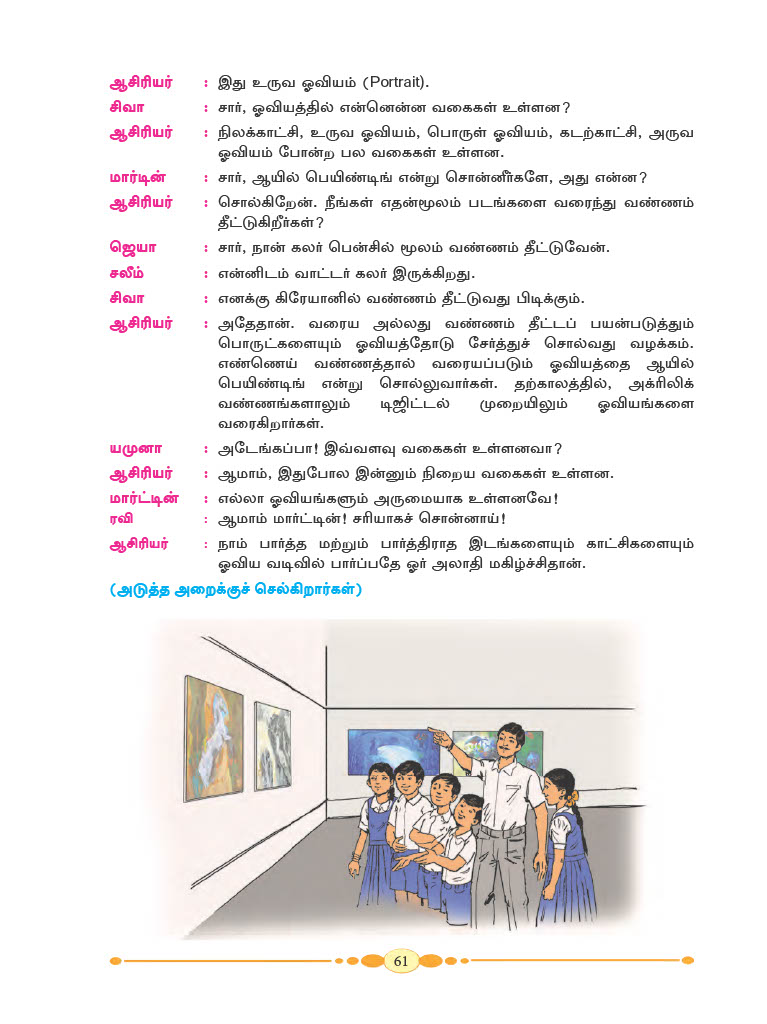 ஆசிரியர் : இது உருவ ஓவியம் (Portrait).
சிவா : சார், ஓவியத்தில் என்னென்ன வகைகள் உள்ளன?
ஆசிரியர் : நிலக்காட்சி, உருவ ஓவியம், பொருள் ஓவியம், கடற்காட்சி, அருவ
ஓவியம் போன்ற பல வகைகள் உள்ளன.
மார்டின் : சார், ஆயில் பெயிண்டிங் என்று சொன்னீர்களே, அது என்ன?
ஆசிரியர் : சொல்கிறேன். நீங்கள் எதன்மூலம் படங்களை வரைந்து வண்ணம்
தீட்டுகிறீர்கள்?
ஜெயா : சார், நான் கலர் பென்சில் மூலம் வண்ணம் தீட்டுவேன்.
சலீம் : என்னிடம் வாட்டர் கலர் இருக்கிறது.
சிவா : எனக்கு கிரேயானில் வண்ணம் தீட்டுவது பிடிக்கும்.
ஆசிரியர் : அதேதான். வரைய அல்லது வண்ணம் தீட்டப் பயன்படுத்தும்
பொருட்களையும் ஓவியத்தோடு சேர்த்துச் சொல்வது வழக்கம்.
எண்ணெய் வண்ணத்தால் வரையப்படும் ஓவியத்தை ஆயில்
பெயிண்டிங் என்று சொல்லுவார்கள். தற்காலத்தில், அக்ரிலிக்
வண்ணங்களாலும் டிஜிட்டல் முறையிலும் ஓவியங்களை
வரைகிறார்கள்.
யமுனா : அடேங்கப்பா! இவ்வளவு வகைகள் உள்ளனவா?
ஆசிரியர் : ஆமாம், இதுபோல இன்னும் நிறைய வகைகள் உள்ளன.
மார்ட்டின் : எல்லா ஓவியங்களும் அருமையாக உள்ளனவே!
ரவி : ஆமாம் மார்ட்டின்! சரியாகச் சொன்னாய்!
ஆசிரியர் : நாம் பார்த்த மற்றும் பார்த்திராத இடங்களையும் காட்சிகளையும்
ஓவிய வடிவில் பார்ப்பதே ஓர் அலாதி மகிழ்ச்சிதான்.
(அடுத்த அறைக்குச் செல்கிறார்கள்)
61